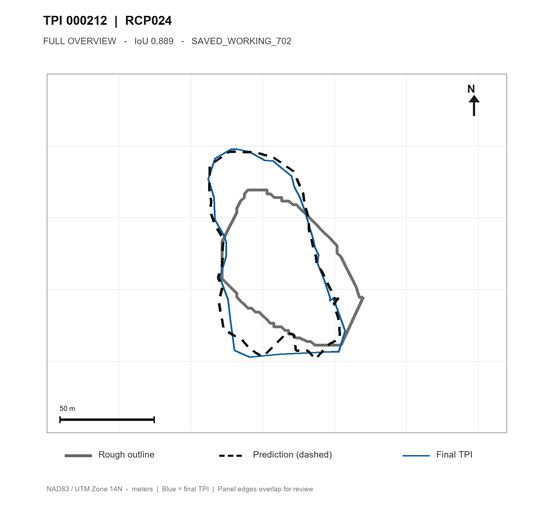 TPI 000212 | RCP024
FULL OVERVIEW - IoU 0.889 - SAVED_WORKING_702
N
50 m
Rough outline
Prediction (dashed)
Final TPI
NAD83 / UTM Zone 14N - meters | Blue = final TPI | Panel edges overlap for review